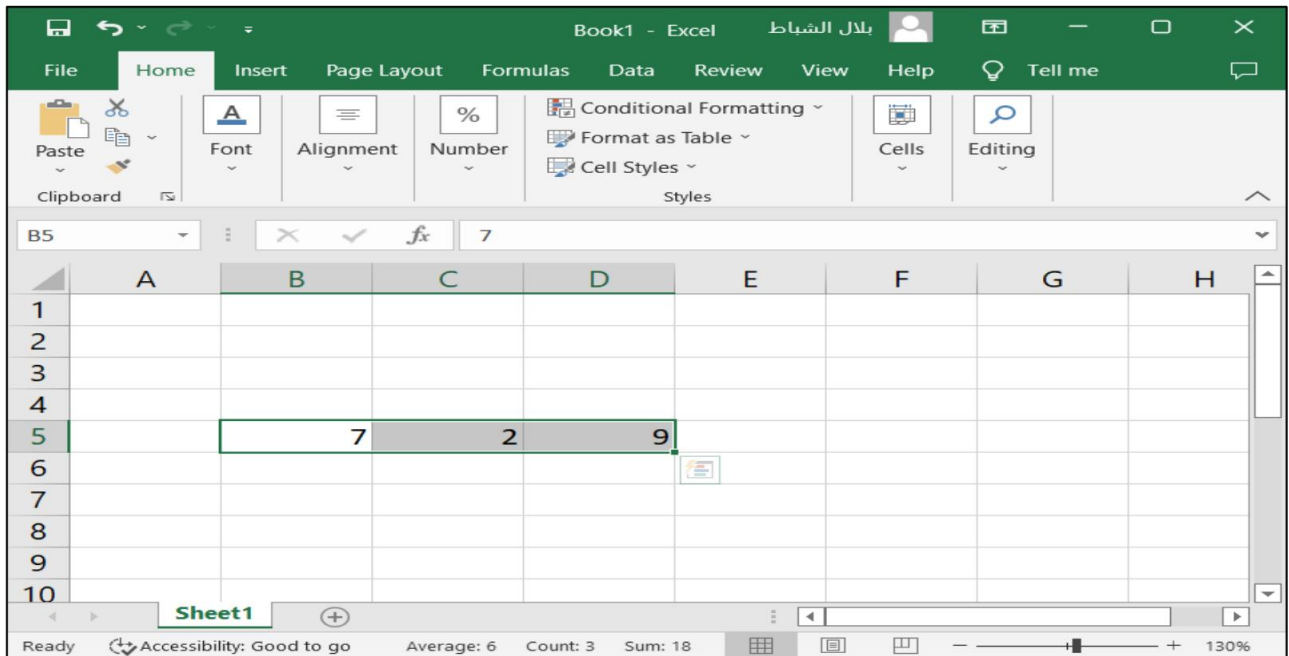 Book1 - Excel بلال الشباط
File Home Insert Page Layout Formulas Data Review View Help Tell me
Paste
Clipboard
A
Font
Alignment
%
Number
Conditional Formatting
Format as Table
Cell Styles
Styles
Cells
Editing
B5 fx 7
A B C D E F G H
1
2
3
4
5 7 2 9
6
7
8
9
10
Sheet1
Ready Accessibility: Good to go Average: 6 Count: 3 Sum: 18 130%